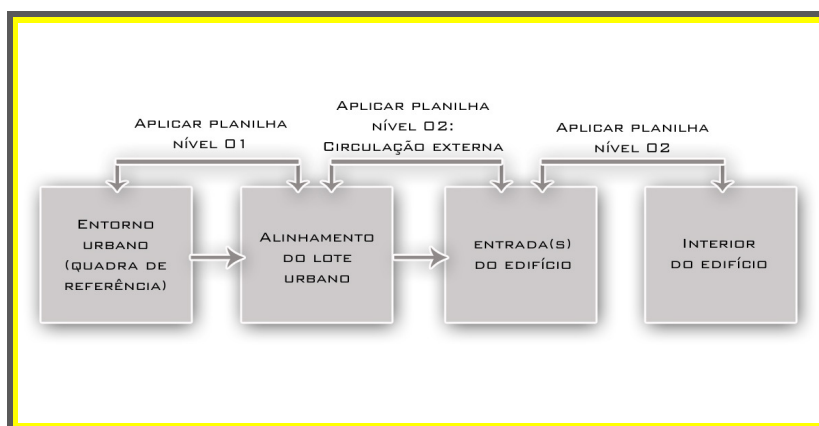 Aplicar planilha
nível 01
Aplicar planilha
nível 02:
Circulação externa
Aplicar planilha
nível 02
Entorno
urbano
(quadra de
referência)
Alinhamento
do lote
urbano
entrada(s)
do edifício
Interior
do edifício